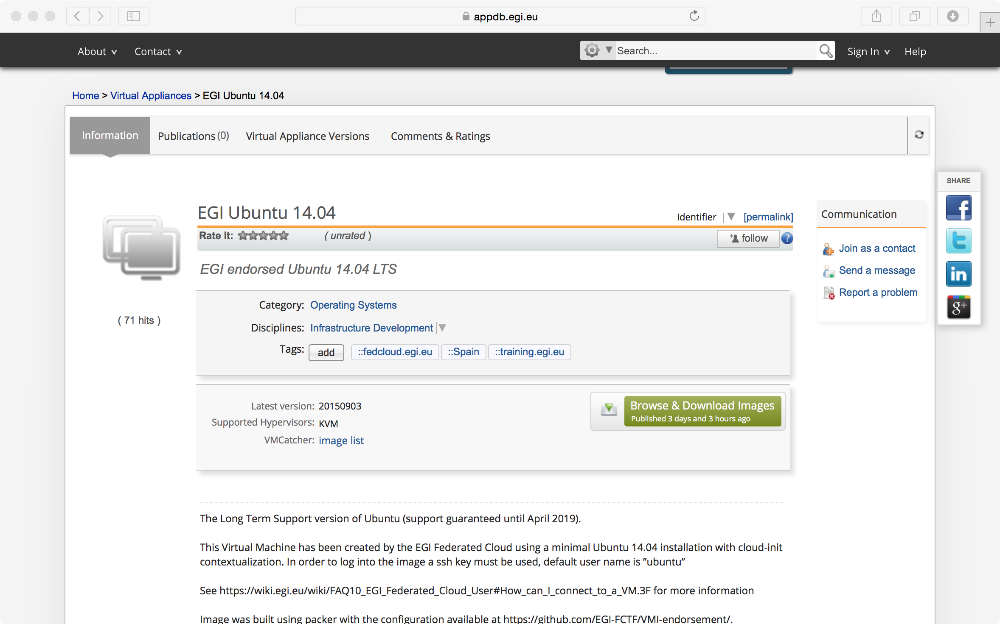 appdb.egi.eu
About
Contact
Search...
Sign In
Help
Home > Virtual Appliances > EGI Ubuntu 14.04
Information
Publications (0)
Virtual Appliance Versions
Comments & Ratings
SHARE
EGI Ubuntu 14.04
Identifier
[permalink]
Communication
Rate It:
( unrated )
follow
?
Join as a contact
EGI endorsed Ubuntu 14.04 LTS
Send a message
Report a problem
f
t
in
g+
( 71 hits )
Category: Operating Systems
Disciplines: Infrastructure Development
Tags: add ::fedcloud.egi.eu ::Spain ::training.egi.eu
Latest version: 20150903
Supported Hypervisors: KVM
VMCatcher: image list
Browse & Download Images
Published 3 days and 3 hours ago
The Long Term Support version of Ubuntu (support guaranteed until April 2019).
This Virtual Machine has been created by the EGI Federated Cloud using a minimal Ubuntu 14.04 installation with cloud-init
contextualization. In order to log into the image a ssh key must be used, default user name is ”ubuntu”
See https://wiki.egi.eu/wiki/FAQ10_EGI_Federated_Cloud_User#How_can_I_connect_to_a_VM.3F for more information
Image was built using packer with the configuration available at https://github.com/EGI-FCTF/VMI-endorsement/.